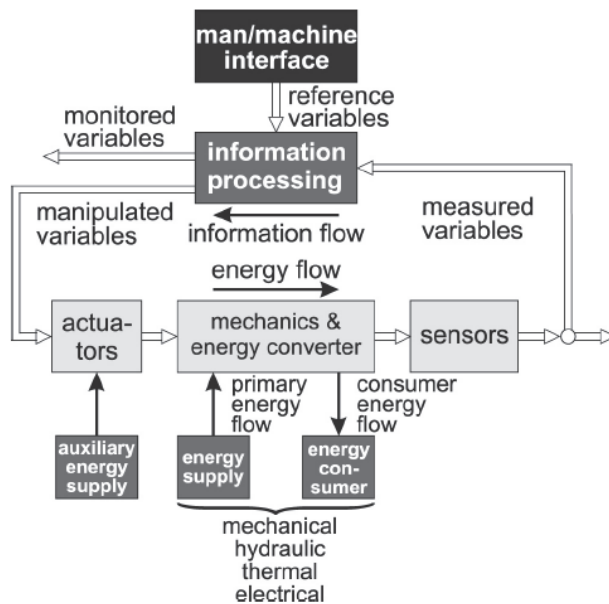 man/machine
interface
reference
variables
monitored
variables
information
processing
manipulated
variables
measured
variables
information flow
energy flow
actua-
tors
mechanics &
energy converter
sensors
primary
energy
flow
consumer
energy
flow
auxiliary
energy
supply
energy
supply
energy
con-
sumer
mechanical
hydraulic
thermal
electrical